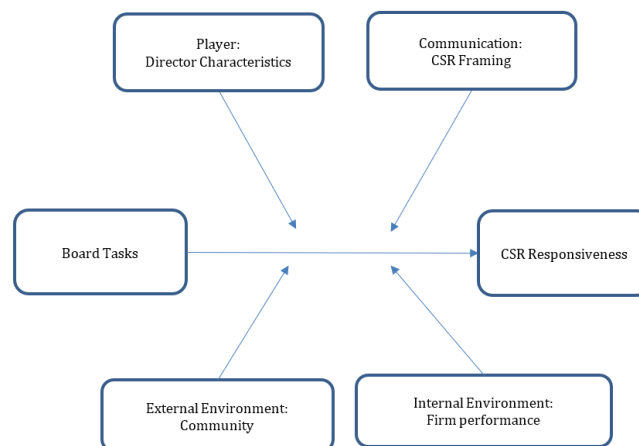 Player:
Director Characteristics
Communication:
CSR Framing
Board Tasks
CSR Responsiveness
External Environment:
Community
Internal Environment:
Firm performance